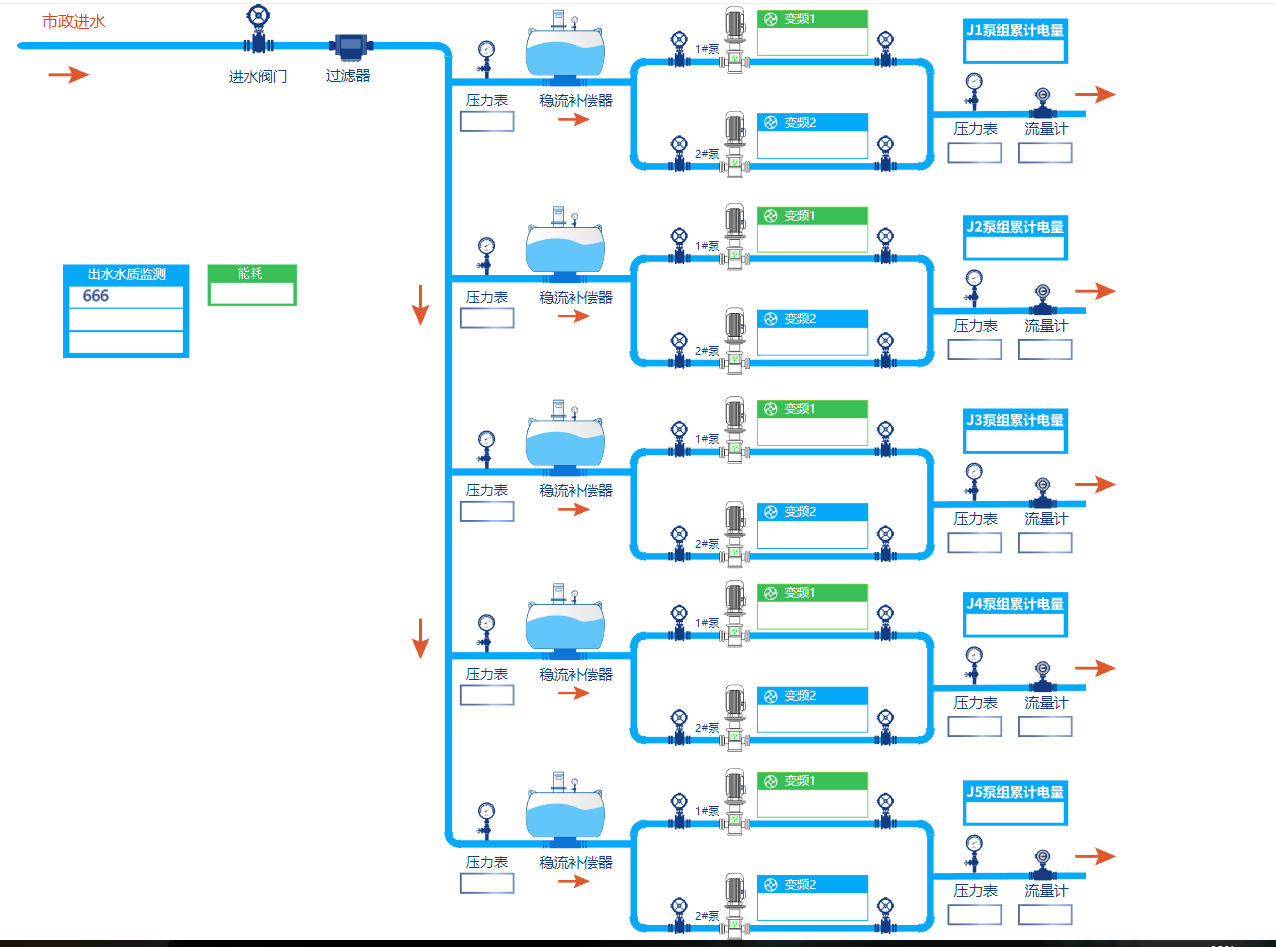 市政进水
进水阀门
过滤器
出水水质监测
666
能耗
压力表
稳流补偿器
1#泵
变频1
2#泵
变频2
J1泵组累计电量
压力表
流量计
压力表
稳流补偿器
1#泵
变频1
2#泵
变频2
J2泵组累计电量
压力表
流量计
压力表
稳流补偿器
1#泵
变频1
2#泵
变频2
J3泵组累计电量
压力表
流量计
压力表
稳流补偿器
1#泵
变频1
2#泵
变频2
J4泵组累计电量
压力表
流量计
压力表
稳流补偿器
1#泵
变频1
2#泵
变频2
J5泵组累计电量
压力表
流量计